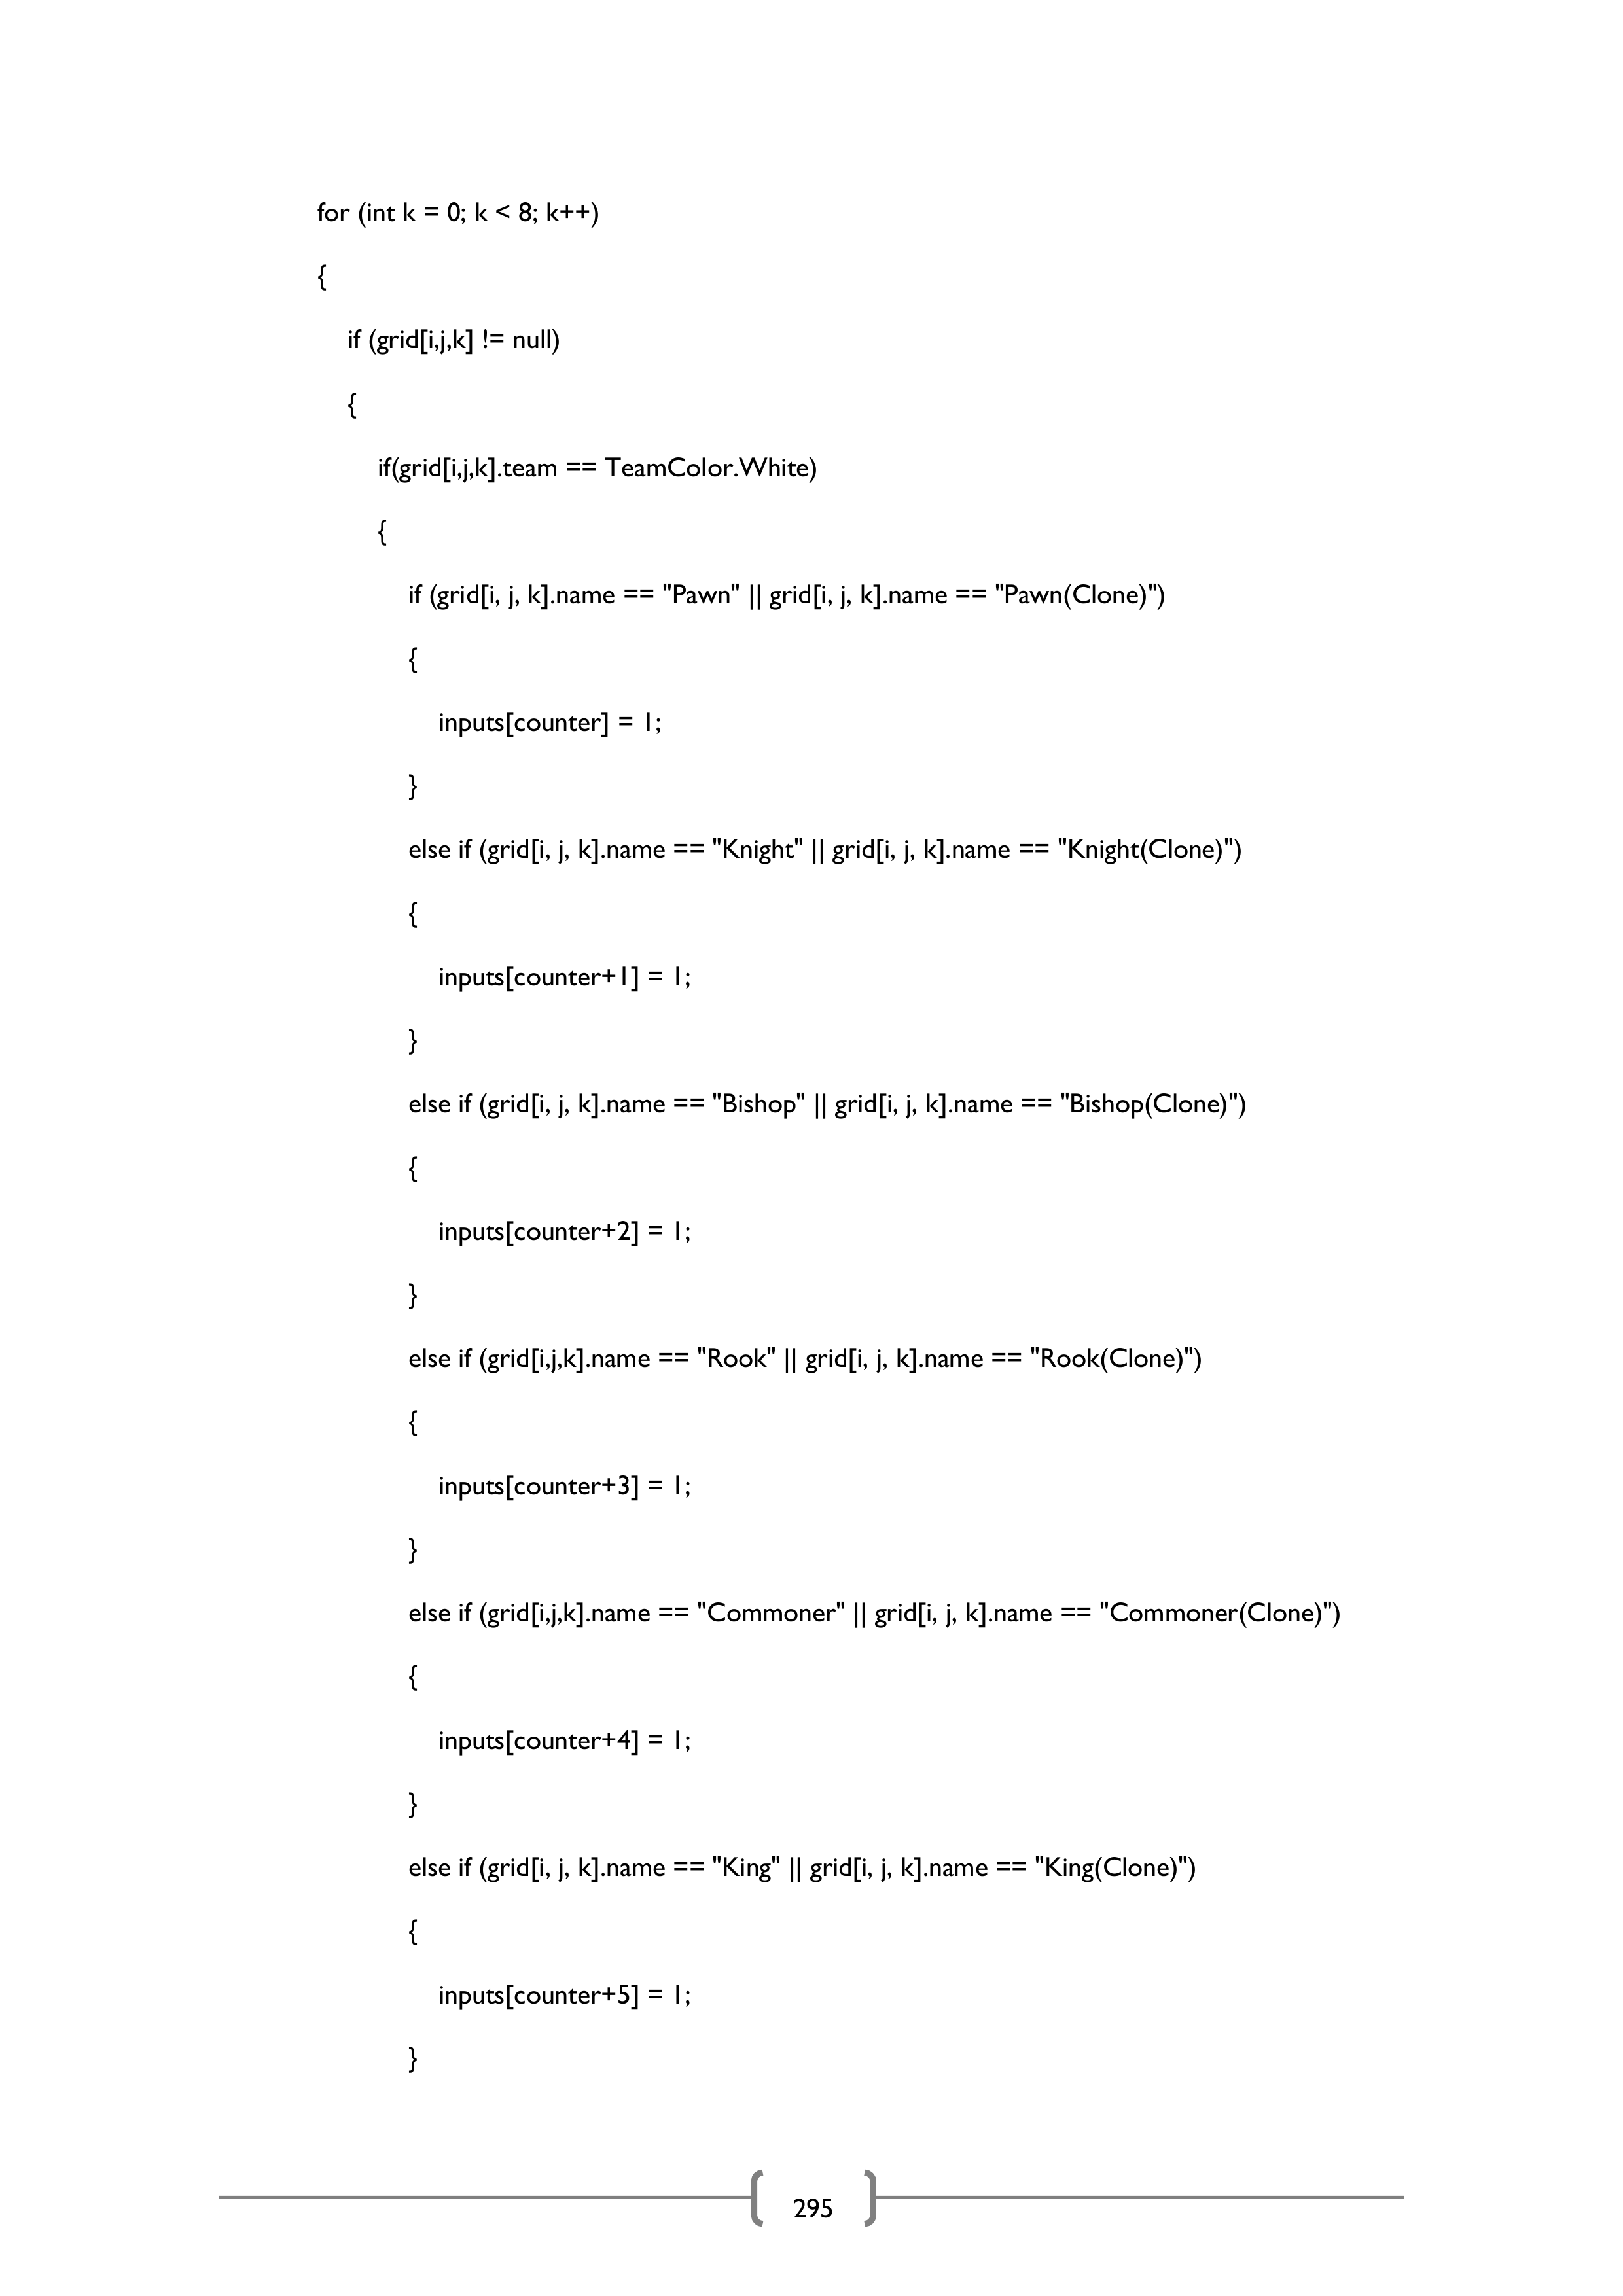 for (int k = 0; k < 8; k++)
{
if (grid[i,j,k] != null)
{
if(grid[i,j,k].team == TeamColor.White)
{
if (grid[i, j, k].name == "Pawn" || grid[i, j, k].name == "Pawn(Clone)")
{
inputs[counter] = 1;
}
else if (grid[i, j, k].name == "Knight" || grid[i, j, k].name == "Knight(Clone)")
{
inputs[counter+1] = 1;
}
else if (grid[i, j, k].name == "Bishop" || grid[i, j, k].name == "Bishop(Clone)")
{
inputs[counter+2] = 1;
}
else if (grid[i,j,k].name == "Rook" || grid[i, j, k].name == "Rook(Clone)")
{
inputs[counter+3] = 1;
}
else if (grid[i,j,k].name == "Commoner" || grid[i, j, k].name == "Commoner(Clone)")
{
inputs[counter+4] = 1;
}
else if (grid[i, j, k].name == "King" || grid[i, j, k].name == "King(Clone)")
{
inputs[counter+5] = 1;
}
295